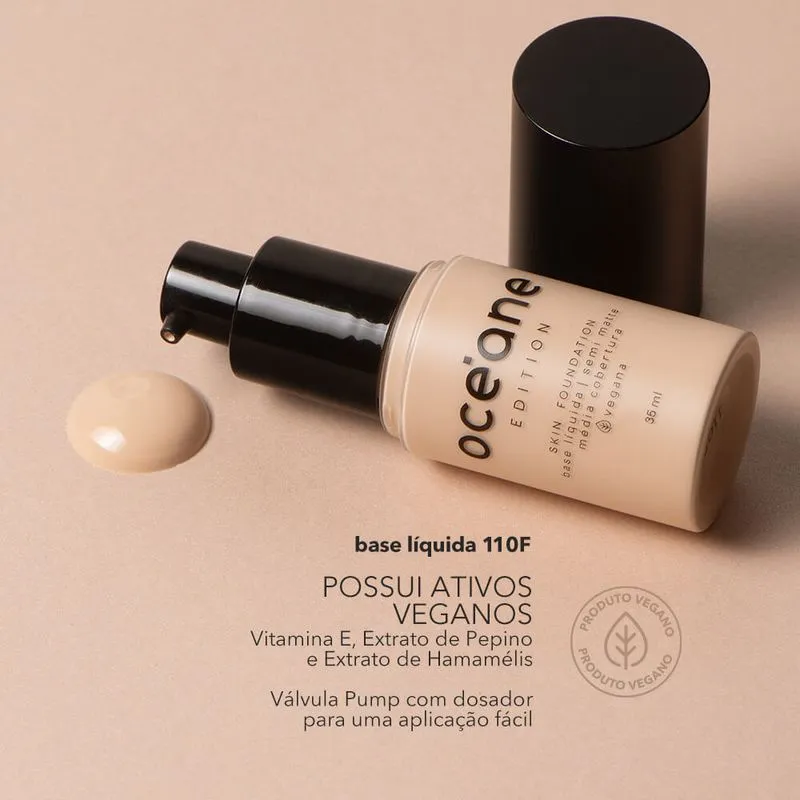 océane
EDITION
SKIN FOUNDATION
base líquida | semi matte
média cobertura
vegana
35 ml
base líquida 110F
POSSUI ATIVOS
VEGANOS
Vitamina E, Extrato de Pepino
e Extrato de Hamamélis
Válvula Pump com dosador
para uma aplicação fácil
PRODUTO VEGANO
PRODUTO VEGANO